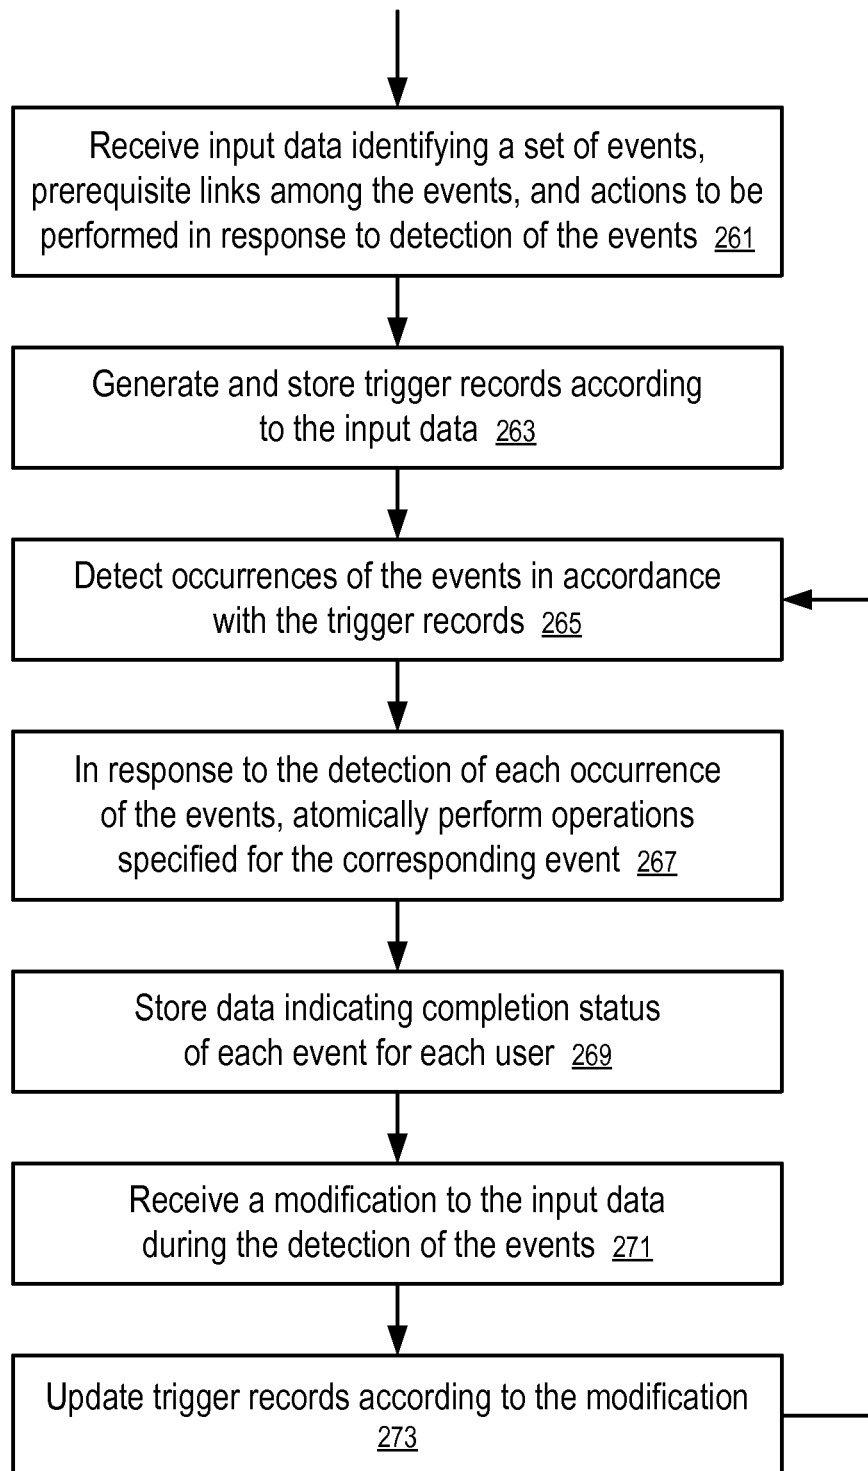 Receive input data identifying a set of events,
prerequisite links among the events, and actions to be
performed in response to detection of the events 261
Generate and store trigger records according
to the input data 263
Detect occurrences of the events in accordance
with the trigger records 265
In response to the detection of each occurrence
of the events, atomically perform operations
specified for the corresponding event 267
Store data indicating completion status
of each event for each user 269
Receive a modification to the input data
during the detection of the events 271
Update trigger records according to the modification
273